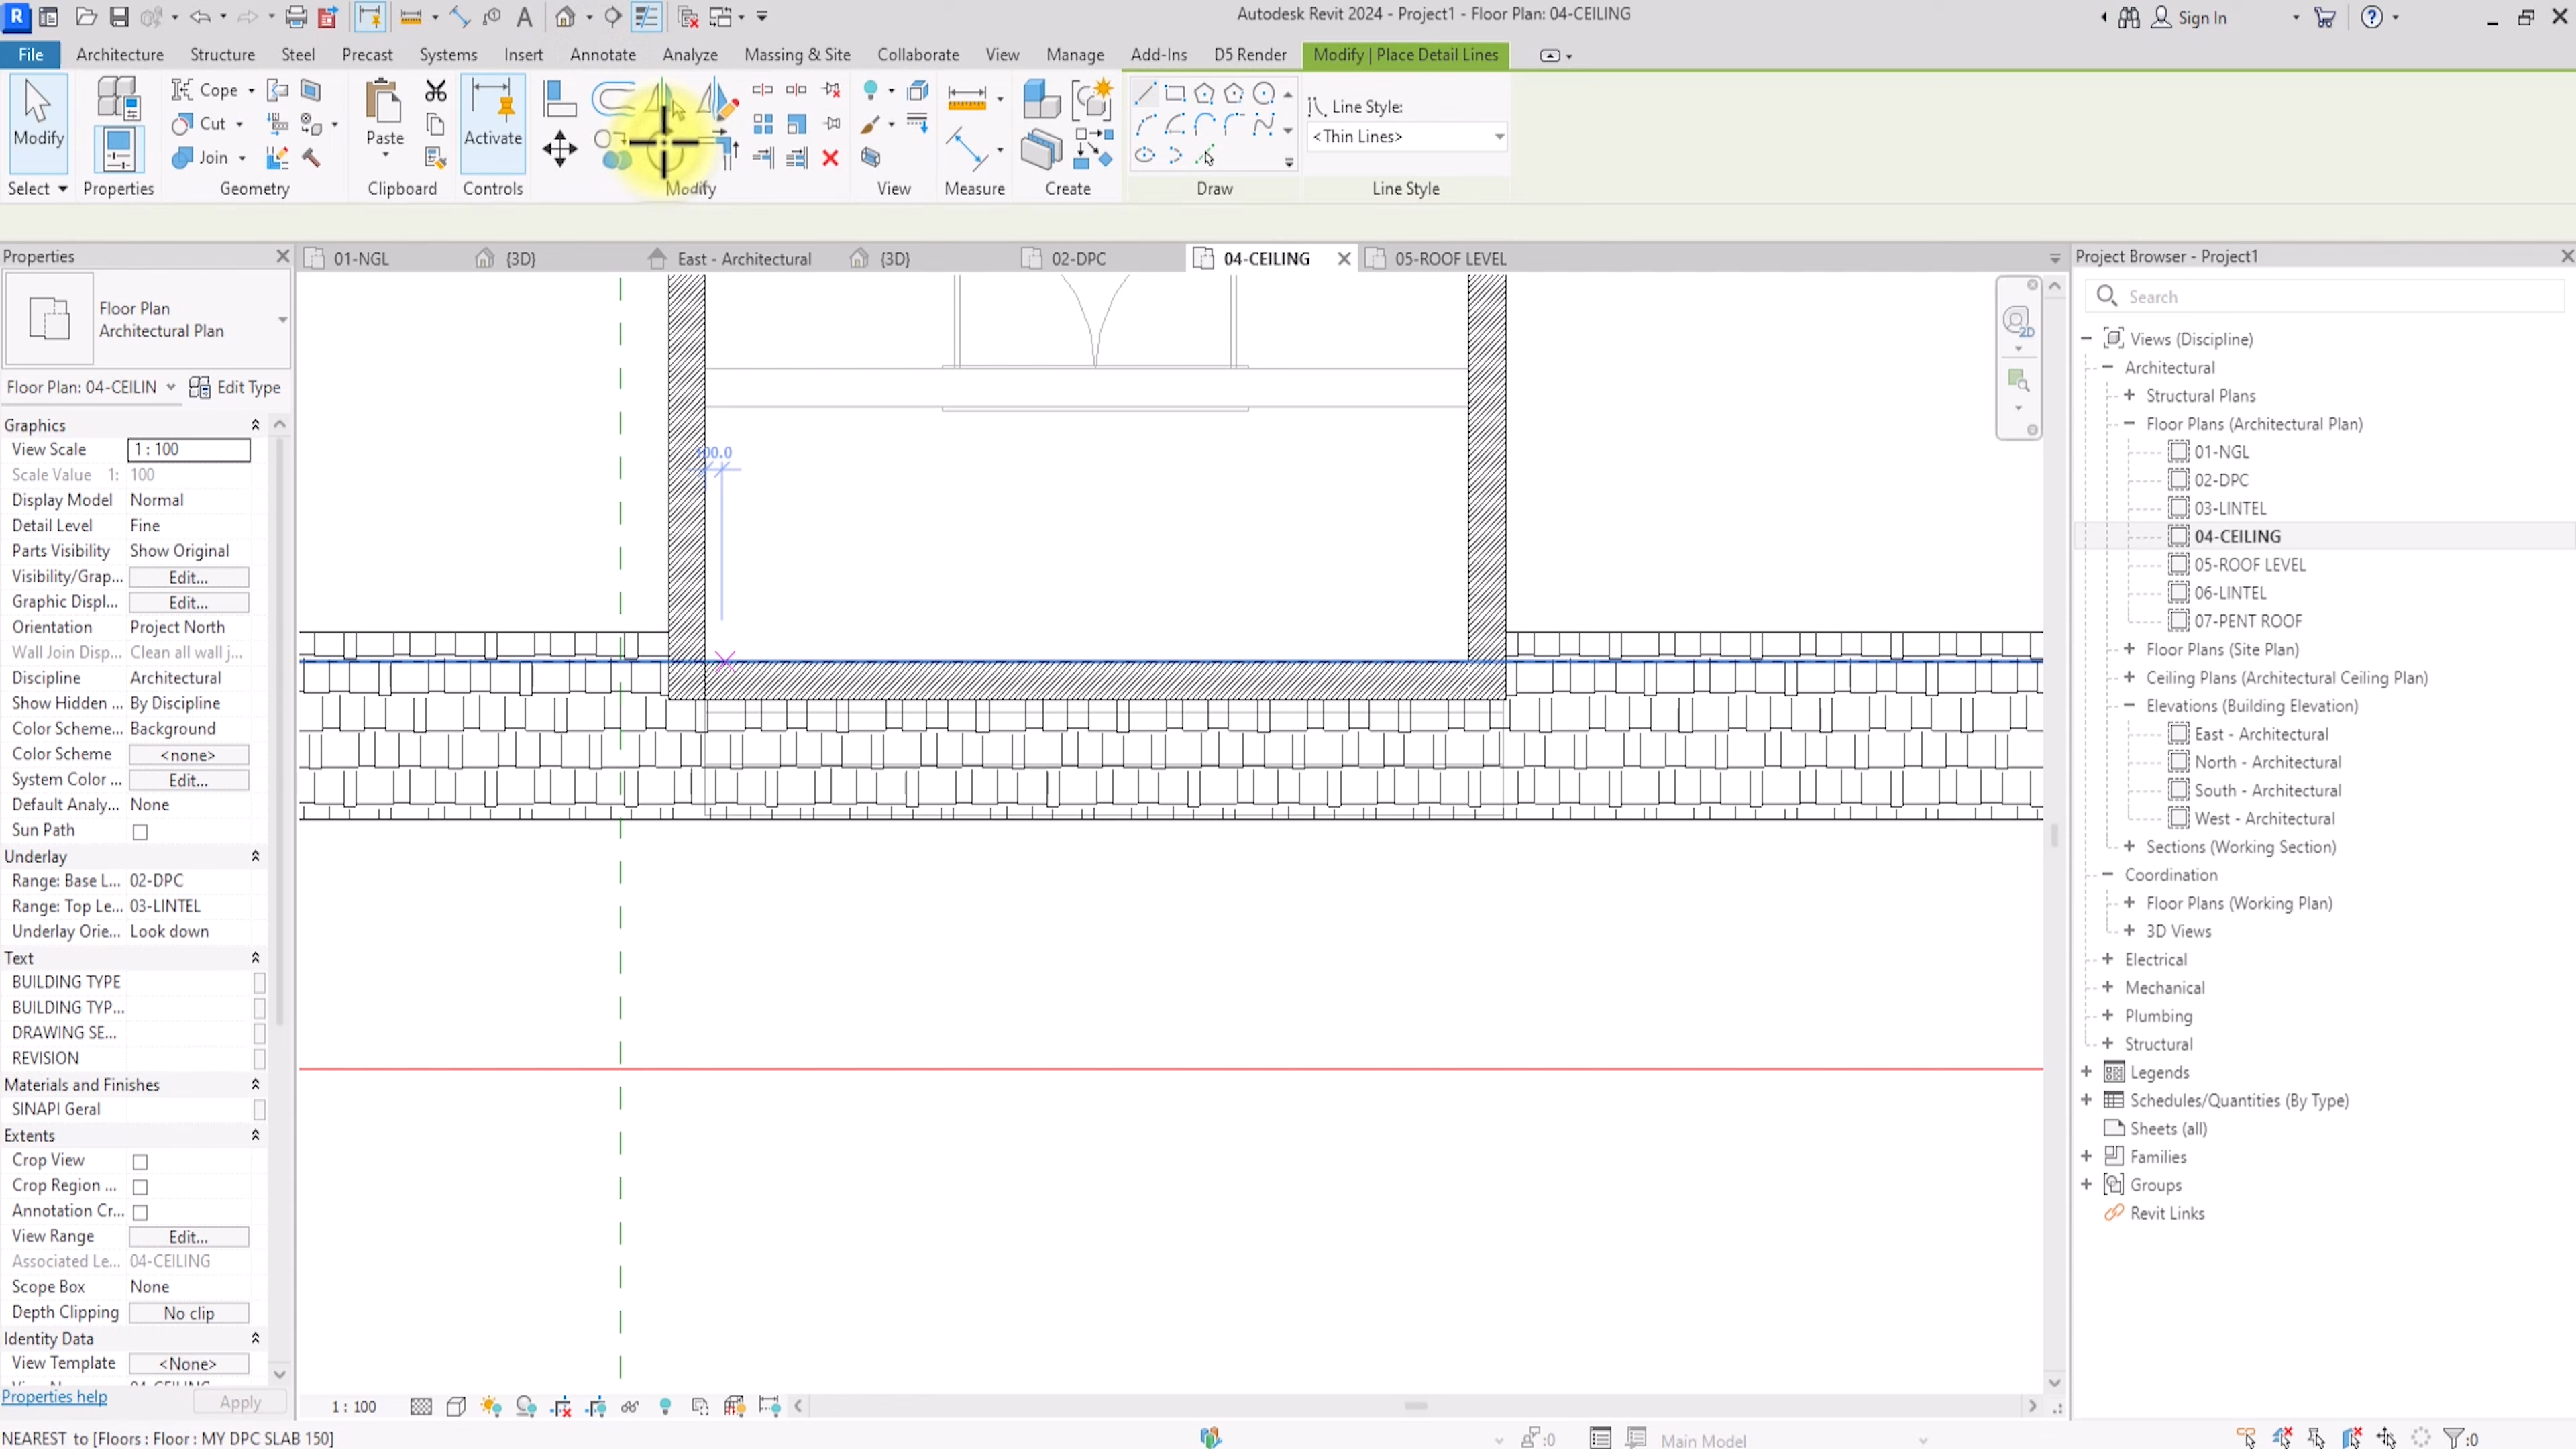 Autodesk Revit 2024 - Project1 - Floor Plan: 04-CEILING
Sign In
File Architecture Structure Steel Precast Systems Insert Annotate Analyze Massing & Site Collaborate View Manage Add-Ins D5 Render Modify | Place Detail Lines
Modify
Cope
Cut
Join
Paste
Activate
Line Style:
<Thin Lines>
Select Properties Geometry Clipboard Controls Modify View Measure Create Draw Line Style
Properties
01-NGL {3D} East - Architectural {3D} 02-DPC 04-CEILING 05-ROOF LEVEL
Floor Plan
Architectural Plan
Floor Plan: 04-CEILIN Edit Type
Graphics
View Scale 1 : 100
Scale Value 1: 100
Display Model Normal
Detail Level Fine
Parts Visibility Show Original
Visibility/Grap... Edit...
Graphic Displ... Edit...
Orientation Project North
Wall Join Disp... Clean all wall j...
Discipline Architectural
Show Hidden ... By Discipline
Color Scheme... Background
Color Scheme <none>
System Color ... Edit...
Default Analy... None
Sun Path
Underlay
Range: Base L... 02-DPC
Range: Top Le... 03-LINTEL
Underlay Orie... Look down
Text
BUILDING TYPE
BUILDING TYP...
DRAWING SE...
REVISION
Materials and Finishes
SINAPI Geral
Extents
Crop View
Crop Region ...
Annotation Cr...
View Range Edit...
Associated Le... 04-CEILING
Scope Box None
Depth Clipping No clip
Identity Data
View Template <None>
Properties help Apply
2D
1 : 100
NEAREST to [Floors : Floor : MY DPC SLAB 150]
:0
Main Model
:0
Project Browser - Project1
Search
Views (Discipline)
Architectural
Structural Plans
Floor Plans (Architectural Plan)
01-NGL
02-DPC
03-LINTEL
04-CEILING
05-ROOF LEVEL
06-LINTEL
07-PENT ROOF
Floor Plans (Site Plan)
Ceiling Plans (Architectural Ceiling Plan)
Elevations (Building Elevation)
East - Architectural
North - Architectural
South - Architectural
West - Architectural
Sections (Working Section)
Coordination
Floor Plans (Working Plan)
3D Views
Electrical
Mechanical
Plumbing
Structural
Legends
Schedules/Quantities (By Type)
Sheets (all)
Families
Groups
Revit Links